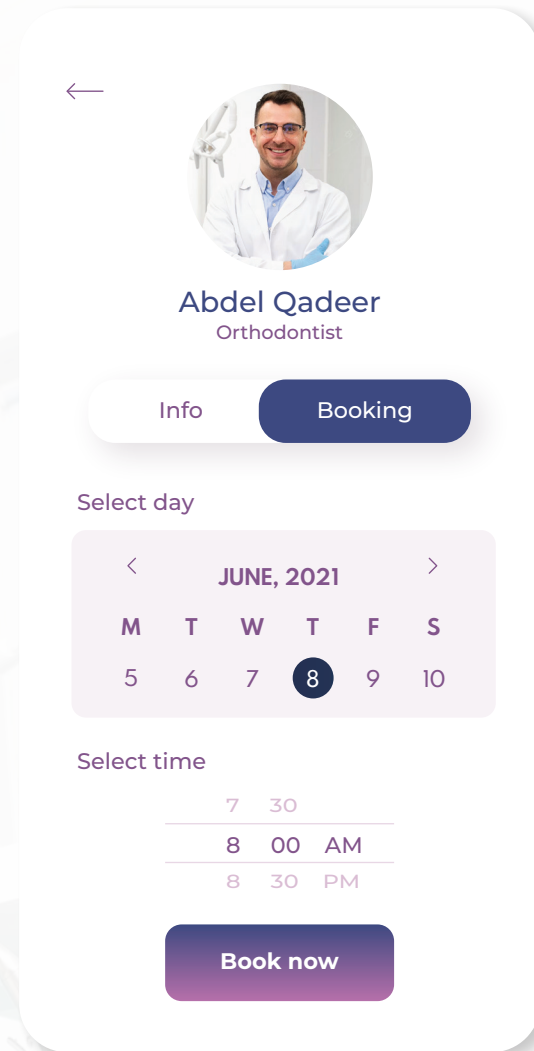 Abdel Qadeer
Orthodontist
Info Booking
Select day
JUNE, 2021
M T W T F S
5 6 7 8 9 10
Select time
7 30
8 00 AM
8 30 PM
Book now